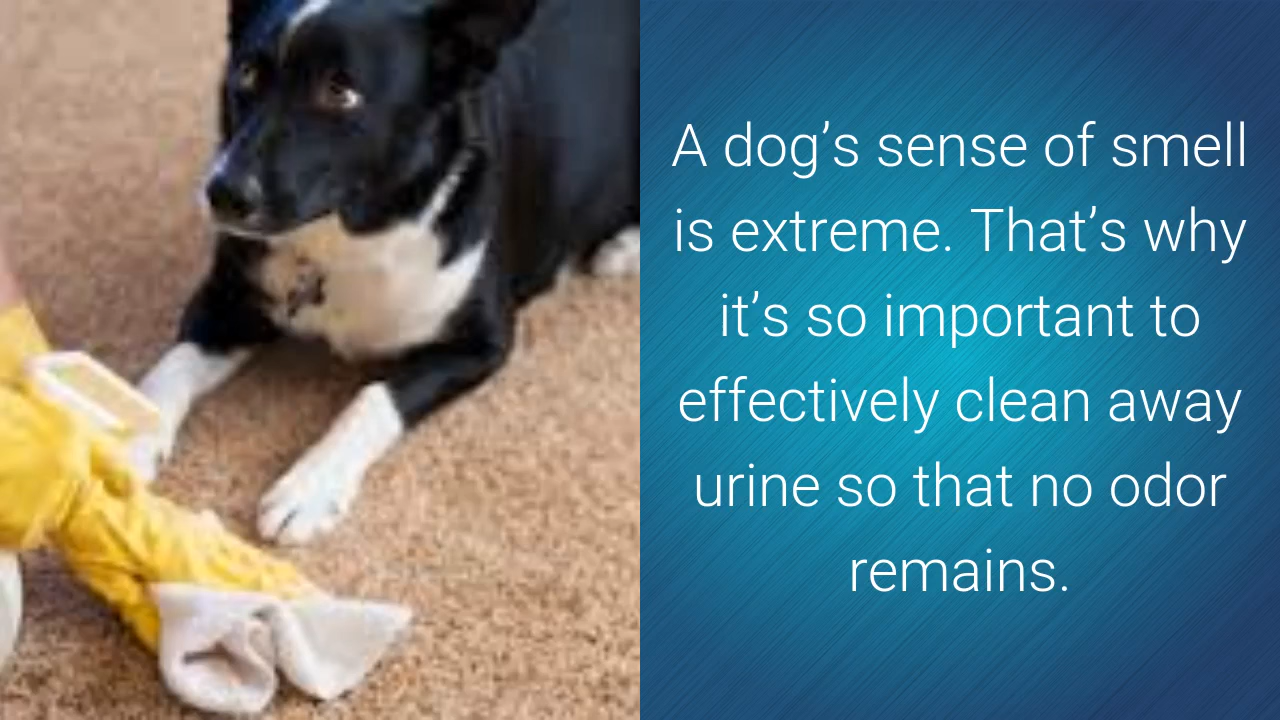 A dog’s sense of smell
is extreme. That’s why
it’s so important to
effectively clean away
urine so that no odor
remains.